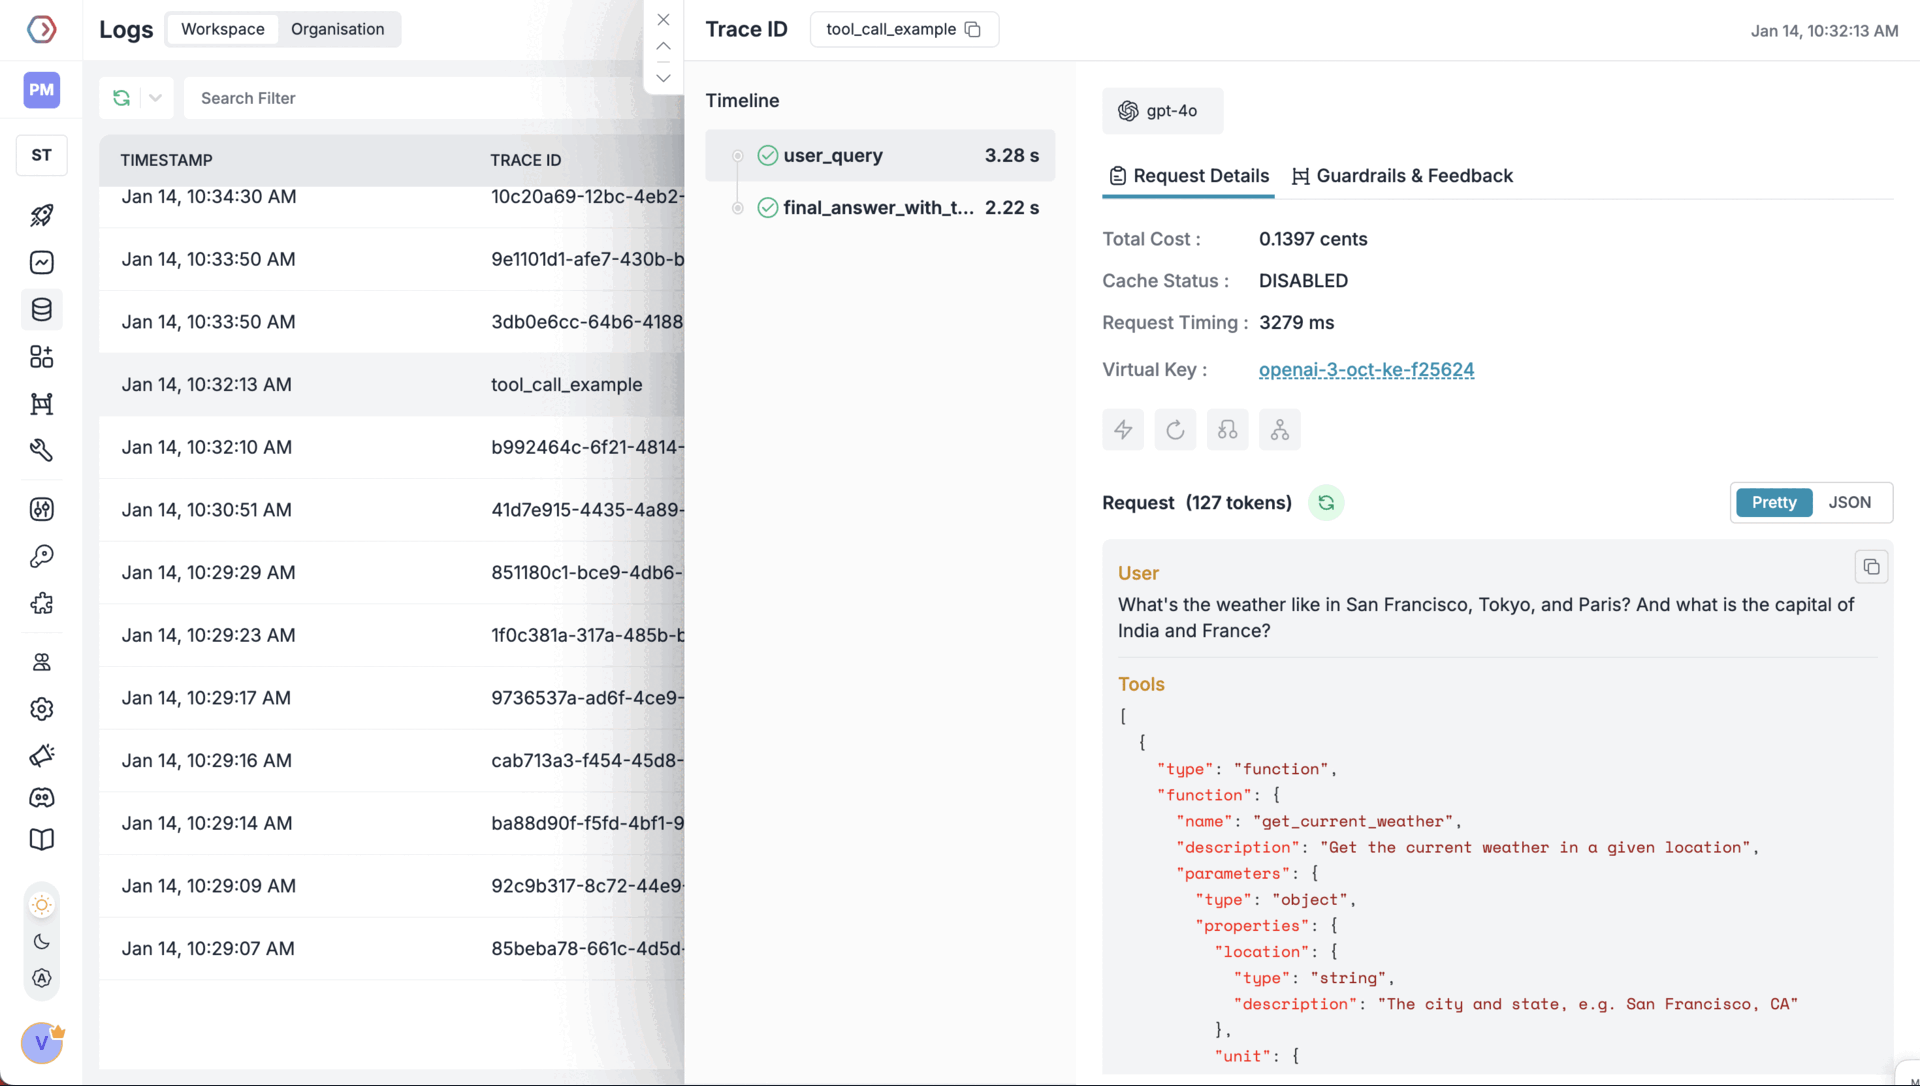 Logs
Workspace
Organisation
PM
ST
Search Filter
TIMESTAMP TRACE ID
Jan 14, 10:34:30 AM 10c20a69-12bc-4eb2-
Jan 14, 10:33:50 AM 9e1101d1-afe7-430b-b
Jan 14, 10:33:50 AM 3db0e6cc-64b6-4188
Jan 14, 10:32:13 AM tool_call_example
Jan 14, 10:32:10 AM b992464c-6f21-4814-
Jan 14, 10:30:51 AM 41d7e915-4435-4a89-
Jan 14, 10:29:29 AM 851180c1-bce9-4db6-
Jan 14, 10:29:23 AM 1f0c381a-317a-485b-b
Jan 14, 10:29:17 AM 9736537a-ad6f-4ce9-
Jan 14, 10:29:16 AM cab713a3-f454-45d8-
Jan 14, 10:29:14 AM ba88d90f-f5fd-4bf1-9
Jan 14, 10:29:09 AM 92c9b317-8c72-44e9-
Jan 14, 10:29:07 AM 85beba78-661c-4d5d-
A
V
Trace ID
tool_call_example
Jan 14, 10:32:13 AM
Timeline
user_query 3.28 s
final_answer_with_t... 2.22 s
gpt-4o
Request Details
Guardrails & Feedback
Total Cost : 0.1397 cents
Cache Status : DISABLED
Request Timing : 3279 ms
Virtual Key : openai-3-oct-ke-f25624
Request (127 tokens)
Pretty
JSON
User
What's the weather like in San Francisco, Tokyo, and Paris? And what is the capital of
India and France?
Tools
[
{
"type": "function",
"function": {
"name": "get_current_weather",
"description": "Get the current weather in a given location",
"parameters": {
"type": "object",
"properties": {
"location": {
"type": "string",
"description": "The city and state, e.g. San Francisco, CA"
},
"unit": {